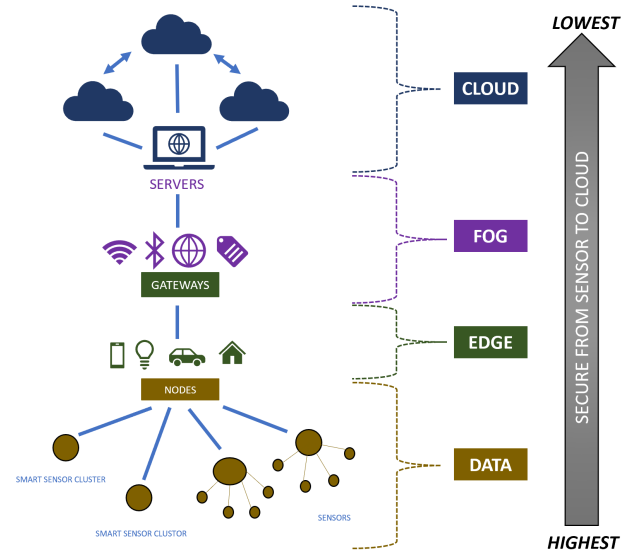 LOWEST
CLOUD
SERVERS
FOG
GATEWAYS
EDGE
NODES
DATA
SMART SENSOR CLUSTER
SMART SENSOR CLUSTOR
SENSORS
SECURE FROM SENSOR TO CLOUD
HIGHEST